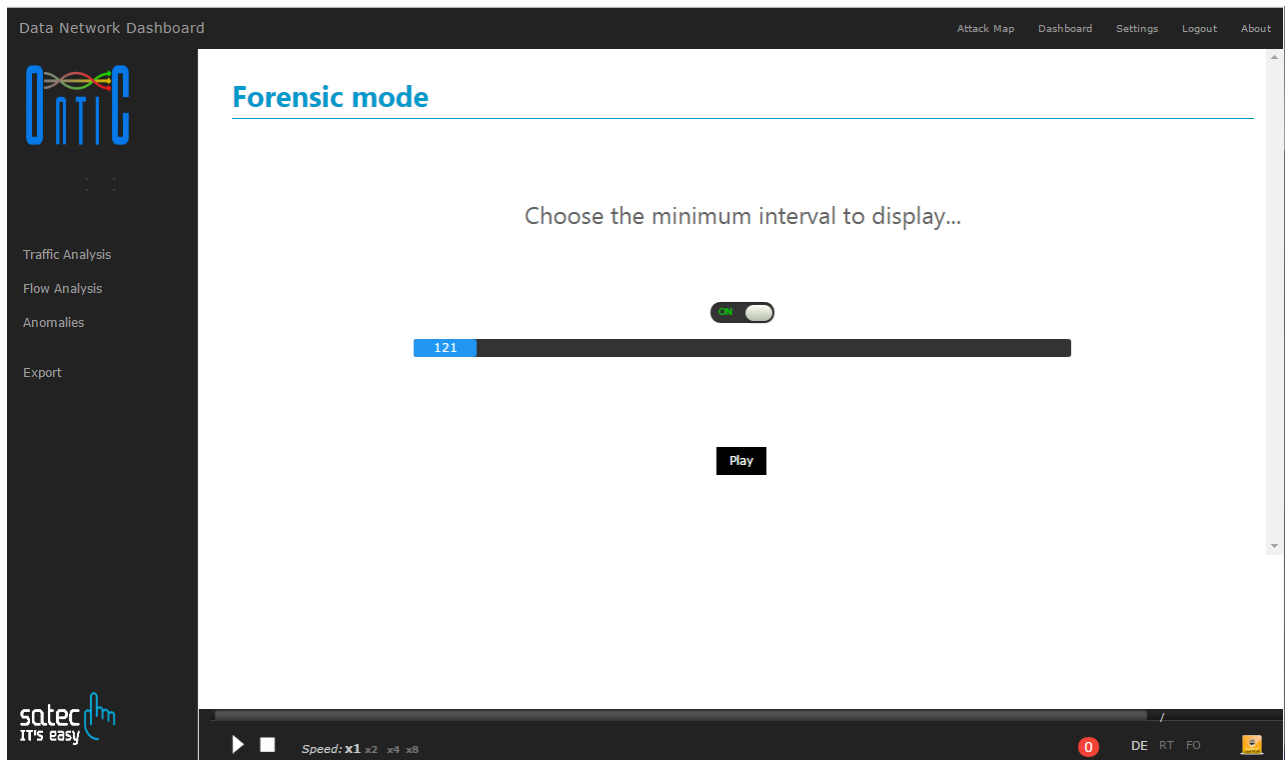 Data Network Dashboard
Attack Map Dashboard Settings Logout About
ONTIC
Forensic mode
Choose the minimum interval to display...
Traffic Analysis
Flow Analysis
Anomalies
Export
ON
121
Play
satec
IT'S easy
/
Speed: x1 x2 x4 x8
0
DE RT FO